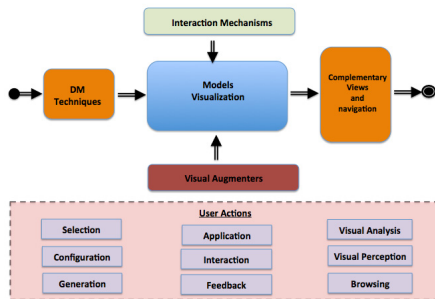 Interaction Mechanisms
DM
Techniques
Models
Visualization
Complementary
Views
and
navigation
Visual Augmenters
User Actions
Selection
Application
Visual Analysis
Configuration
Interaction
Visual Perception
Generation
Feedback
Browsing